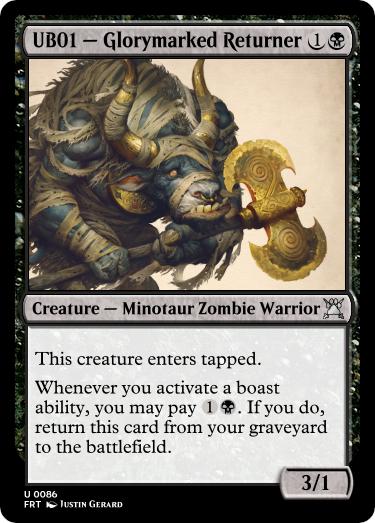 UB01 — Glorymarked Returner 1
Creature — Minotaur Zombie Warrior
This creature enters tapped.
Whenever you activate a boast
ability, you may pay 1. If you do,
return this card from your graveyard
to the battlefield.
3/1
U 0086
FRT Justin Gerard